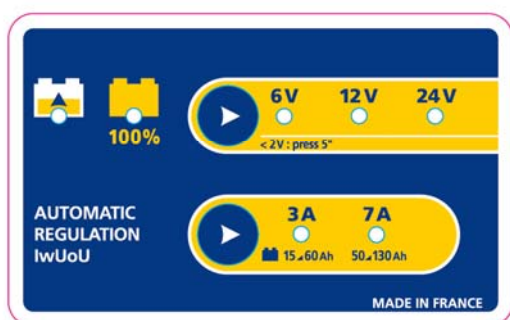 6V 12V 24V
100%
< 2V : press 5"
3A 7A
15◢60Ah 50◢130Ah
AUTOMATIC
REGULATION
IwUoU
MADE IN FRANCE